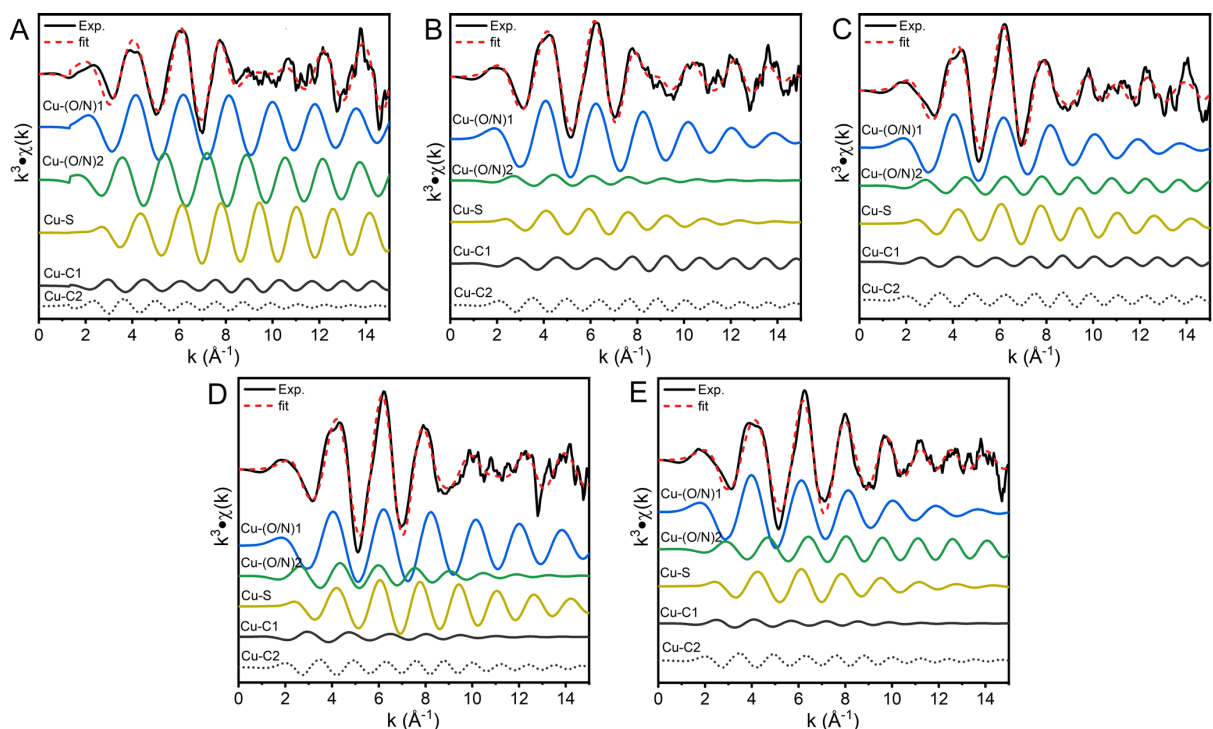 A
Exp.
fit
Cu-(O/N)1
Cu-(O/N)2
Cu-S
Cu-C1
Cu-C2
k³•χ(k)
0 2 4 6 8 10 12 14
k (Å⁻¹)
B
Exp.
fit
Cu-(O/N)1
Cu-(O/N)2
Cu-S
Cu-C1
Cu-C2
k³•χ(k)
0 2 4 6 8 10 12 14
k (Å⁻¹)
C
Exp.
fit
Cu-(O/N)1
Cu-(O/N)2
Cu-S
Cu-C1
Cu-C2
k³•χ(k)
0 2 4 6 8 10 12 14
k (Å⁻¹)
D
Exp.
fit
Cu-(O/N)1
Cu-(O/N)2
Cu-S
Cu-C1
Cu-C2
k³•χ(k)
0 2 4 6 8 10 12 14
k (Å⁻¹)
E
Exp.
fit
Cu-(O/N)1
Cu-(O/N)2
Cu-S
Cu-C1
Cu-C2
k³•χ(k)
0 2 4 6 8 10 12 14
k (Å⁻¹)